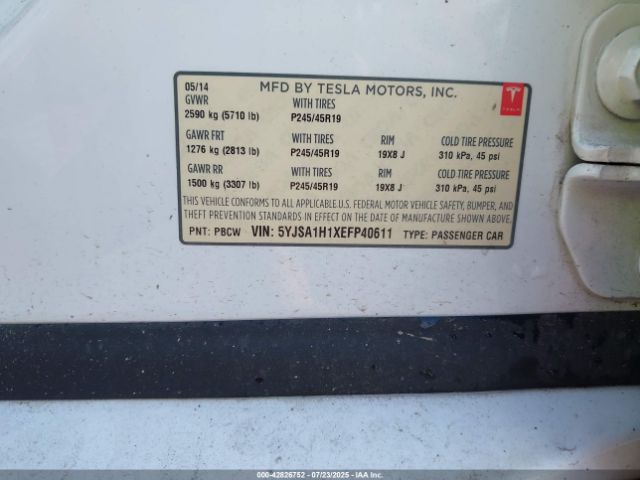 05/14 MFD BY TESLA MOTORS, INC.
GVWR WITH TIRES
2590 kg (5710 lb) P245/45R19
TESLA
GAWR FRT WITH TIRES RIM COLD TIRE PRESSURE
1276 kg (2813 lb) P245/45R19 19X8 J 310 kPa, 45 psi
GAWR RR WITH TIRES RIM COLD TIRE PRESSURE
1500 kg (3307 lb) P245/45R19 19X8 J 310 kPa, 45 psi
THIS VEHICLE CONFORMS TO ALL APPLICABLE U.S. FEDERAL MOTOR VEHICLE SAFETY, BUMPER, AND
THEFT PREVENTION STANDARDS IN EFFECT ON THE DATE OF MANUFACTURE SHOWN ABOVE.
PNT: PBCW VIN: 5YJSA1H1XEFP40611 TYPE: PASSENGER CAR
000-42826752 - 07/23/2025 - IAAI.COM